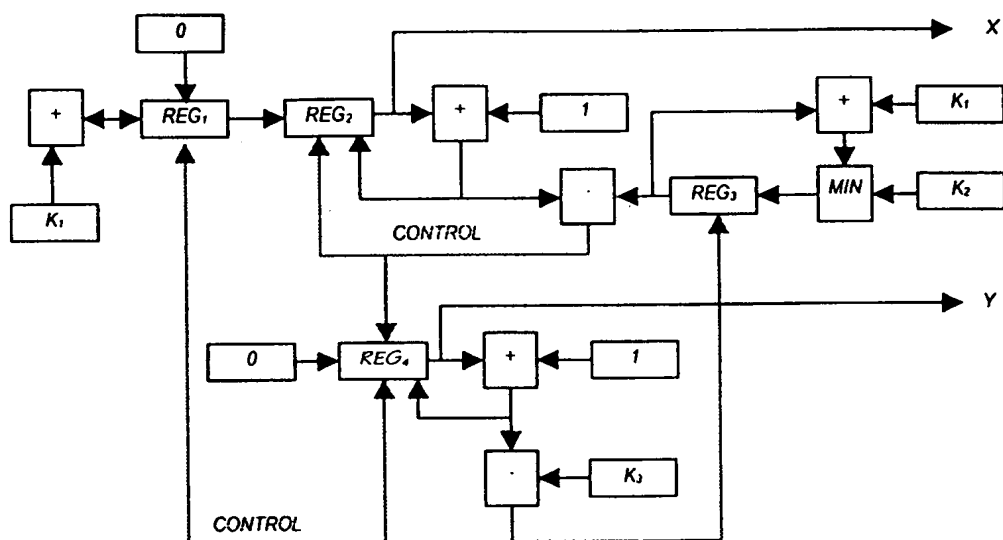 0
X
+
REG₁
REG₂
+
1
+
K₁
K₁
-
REG₃
MIN
K₂
CONTROL
Y
0
REG₄
+
1
-
K₃
CONTROL